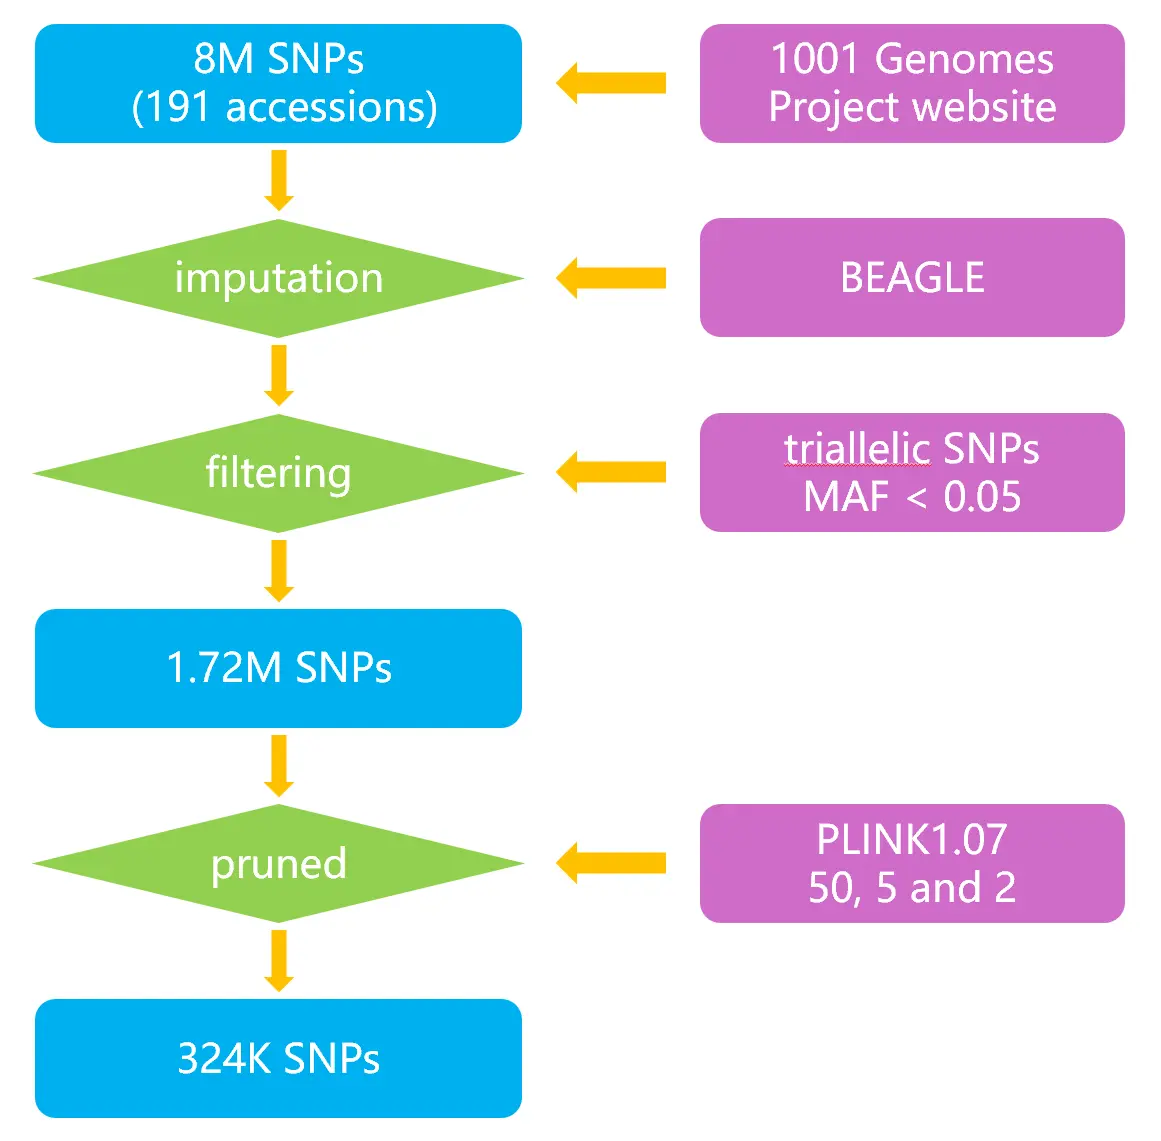 8M SNPs
(191 accessions)
1001 Genomes
Project website
imputation
BEAGLE
filtering
triallelic SNPs
MAF < 0.05
1.72M SNPs
pruned
PLINK1.07
50, 5 and 2
324K SNPs